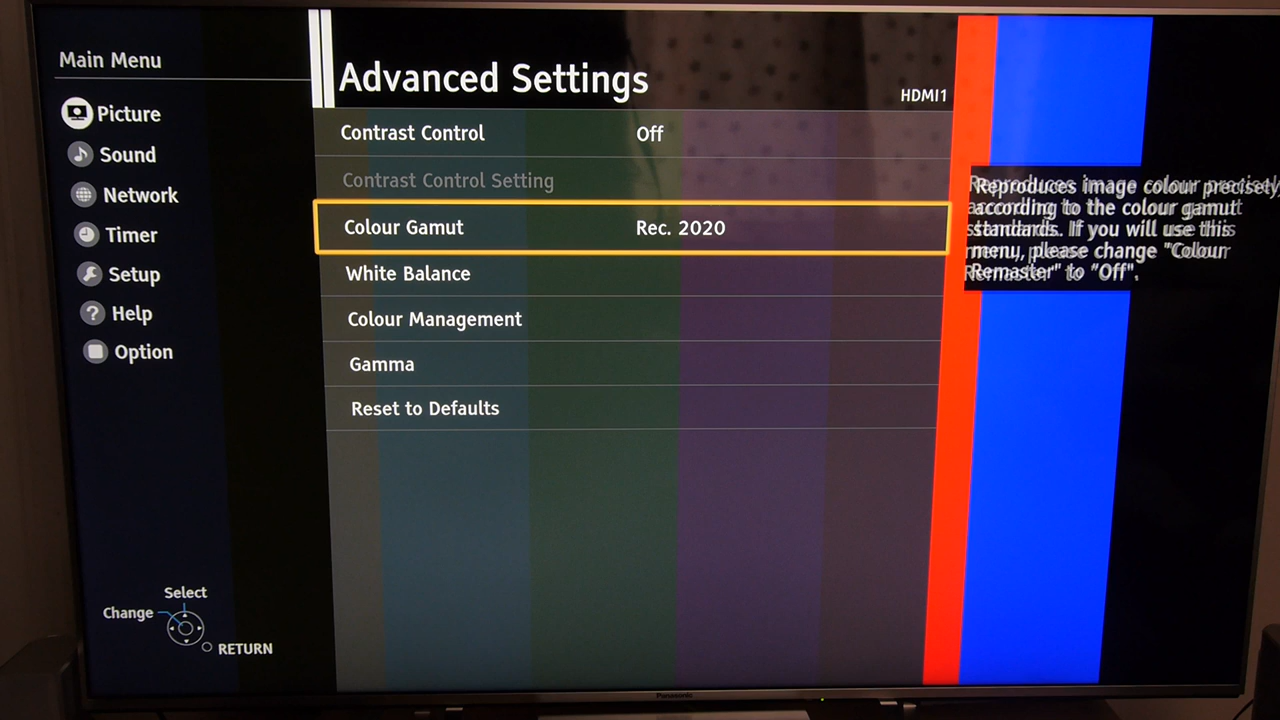 Main Menu
Picture
Sound
Network
Timer
Setup
Help
Option
Select
Change
RETURN
Advanced Settings
HDMI1
Contrast Control Off
Contrast Control Setting
Colour Gamut Rec. 2020
White Balance
Colour Management
Gamma
Reset to Defaults
Reproduces image colour precisely
according to the colour gamut
standards. If you will use this
menu, please change "Colour
Remaster" to "Off".
Panasonic